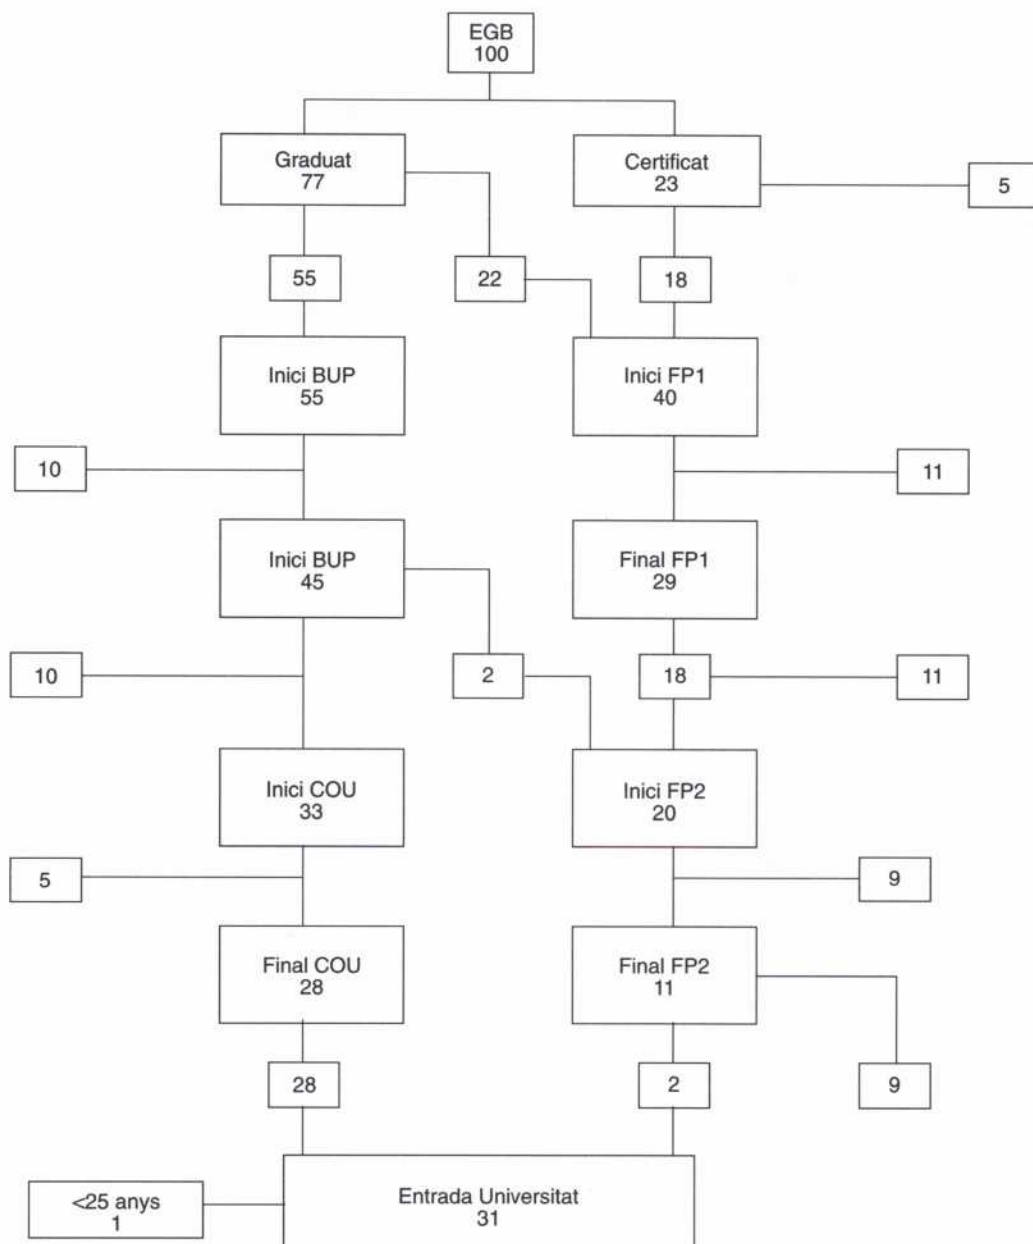 EGB
100
Graduat
77
Certificat
23
5
55
22
18
Inici BUP
55
Inici FP1
40
10
11
Inici BUP
45
Final FP1
29
10
2
18
11
Inici COU
33
Inici FP2
20
5
9
Final COU
28
Final FP2
11
28
2
9
<25 anys
1
Entrada Universitat
31